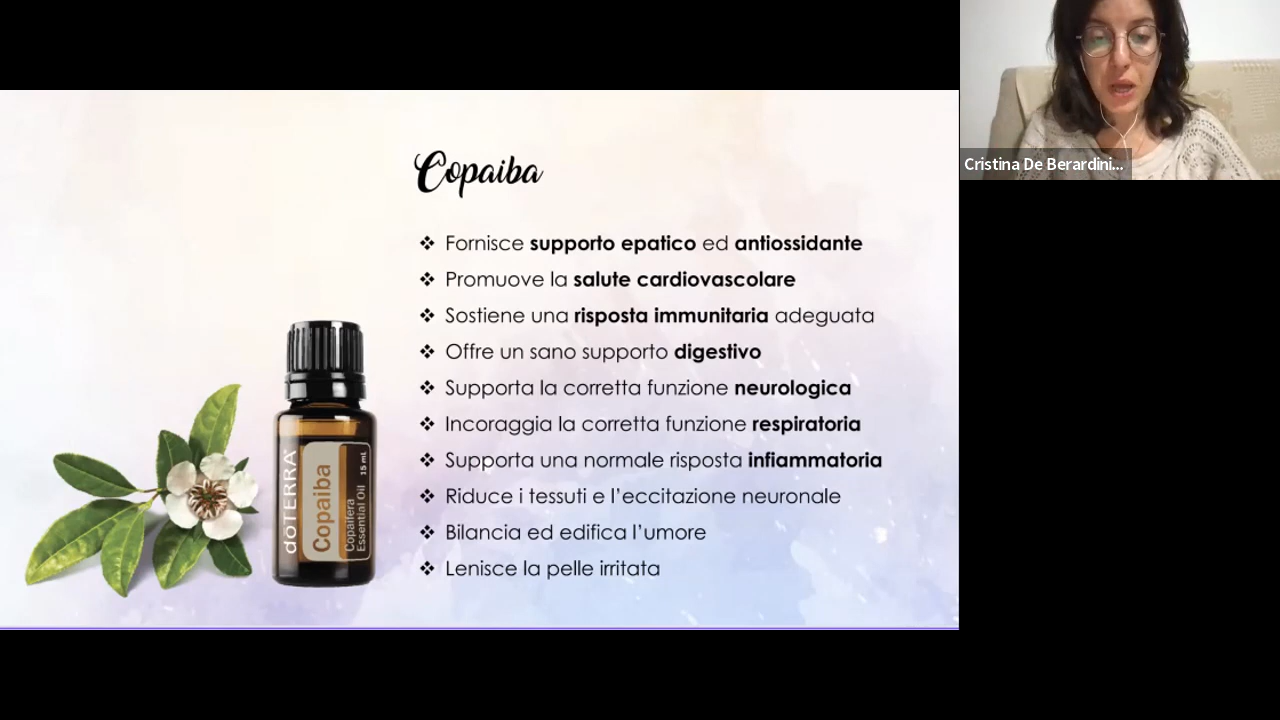 Copaiba
❖ Fornisce supporto epatico ed antiossidante
❖ Promuove la salute cardiovascolare
❖ Sostiene una risposta immunitaria adeguata
❖ Offre un sano supporto digestivo
❖ Supporta la corretta funzione neurologica
❖ Incoraggia la corretta funzione respiratoria
❖ Supporta una normale risposta infiammatoria
❖ Riduce i tessuti e l’eccitazione neuronale
❖ Bilancia ed edifica l’umore
❖ Lenisce la pelle irritata
dōTERRA
Copaiba
Copaifera
Essential Oil 15 mL
Cristina De Berardini...